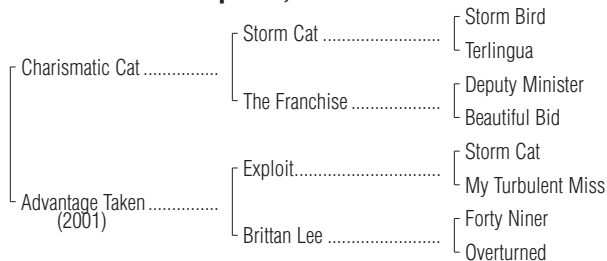 Storm Bird
Storm Cat ........................
Terlingua
Charismatic Cat ...............
Deputy Minister
The Franchise ..................
Beautiful Bid
Storm Cat
Exploit.............................
My Turbulent Miss
Advantage Taken ..............
(2001)
Forty Niner
Brittan Lee .......................
Overturned